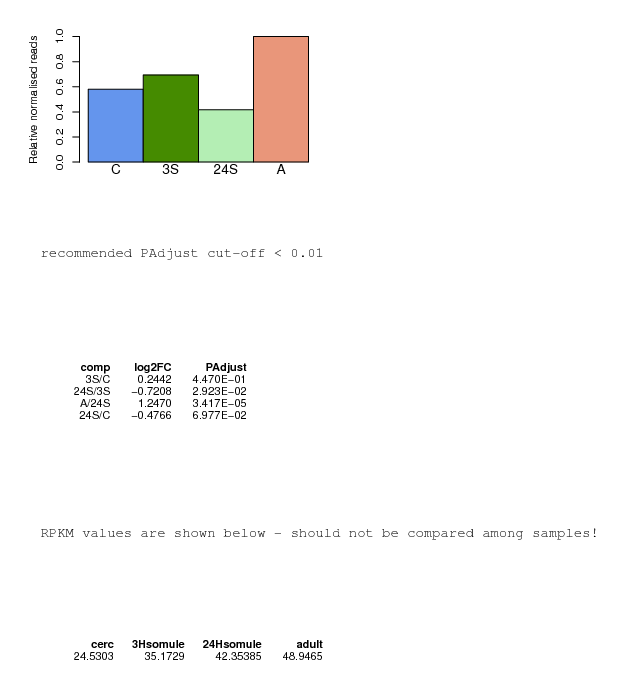 Relative normalised reads
1.0
0.8
0.6
0.4
0.2
0.0
C 3S 24S A
recommended PAdjust cut-off < 0.01
comp log2FC PAdjust
3S/C 0.2442 4.470E-01
24S/3S -0.7208 2.923E-02
A/24S 1.2470 3.417E-05
24S/C -0.4766 6.977E-02
RPKM values are shown below - should not be compared among samples!
cerc 3Hsomule 24Hsomule adult
24.5303 35.1729 42.35385 48.9465